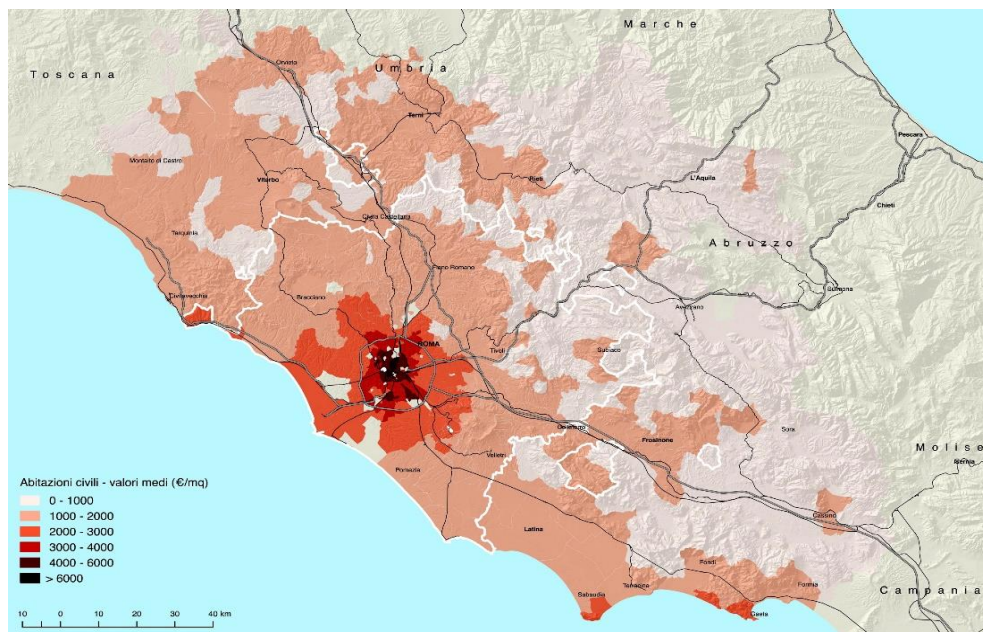 Marche
Toscana
Umbria
Orvieto
Terni
Pescara
Montalto di Castro
Viterbo
Rieti
L'Aquila
Chieti
Civita Castellana
Tarquinia
Abruzzo
Fiano Romano
Sulmona
Civitavecchia
Bracciano
Avezzano
ROMA
Tivoli
Subiaco
Sora
Frosinone
Colleferro
Molise
Velletri
Isernia
Pomezia
Abitazioni civili - valori medi (€/mq)
0 - 1000
1000 - 2000
2000 - 3000
3000 - 4000
4000 - 6000
> 6000
Latina
Cassino
Fondi
Terracina
Formia
Campania
Sabaudia
Gaeta
10 0 10 20 40 km